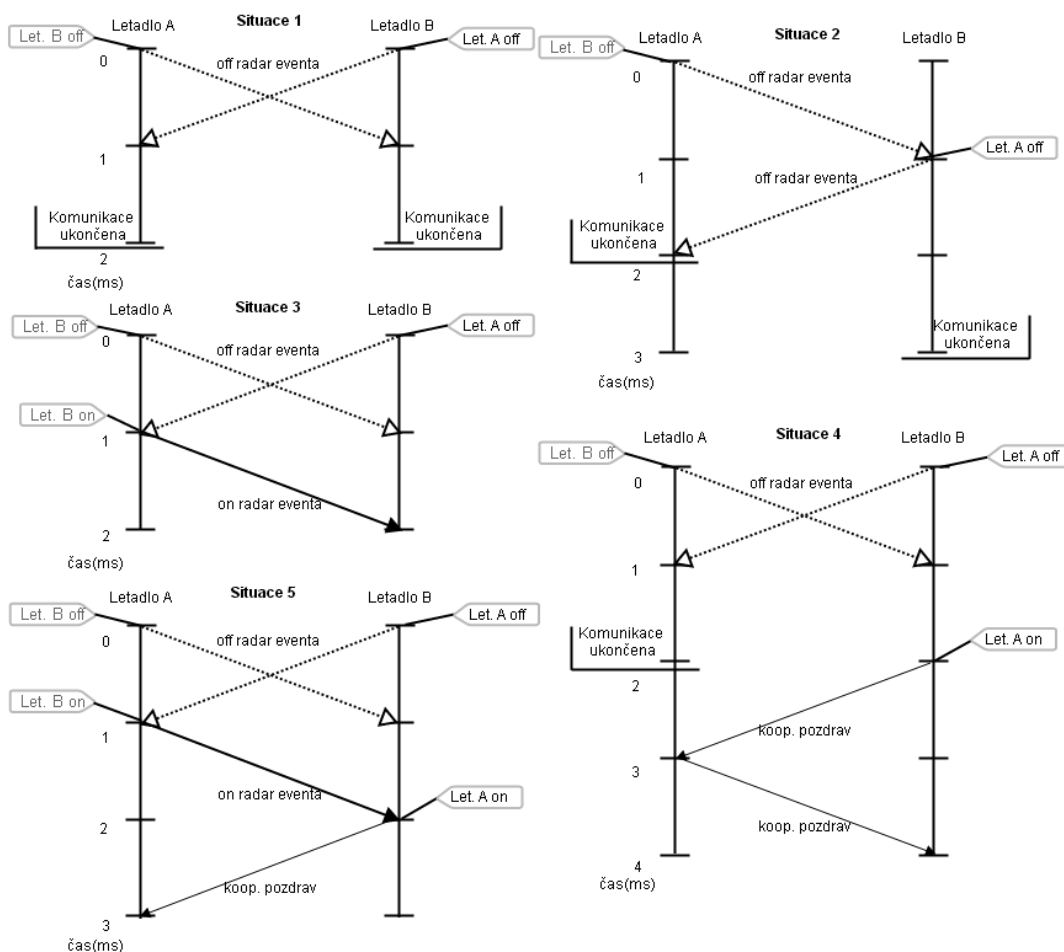 Situace 1
Letadlo A
Letadlo B
Let. B off
Let. A off
0
off radar eventa
1
Komunikace
ukončena
Komunikace
ukončena
2
čas(ms)
Situace 2
Letadlo A
Letadlo B
Let. B off
0
off radar eventa
Let. A off
1
off radar eventa
Komunikace
ukončena
2
Komunikace
ukončena
3
čas(ms)
Situace 3
Letadlo A
Letadlo B
Let. B off
Let. A off
0
off radar eventa
Let. B on
1
on radar eventa
2
čas(ms)
Situace 4
Letadlo A
Letadlo B
Let. B off
Let. A off
0
off radar eventa
1
Komunikace
ukončena
Let. A on
2
koop. pozdrav
3
koop. pozdrav
4
čas(ms)
Situace 5
Letadlo A
Letadlo B
Let. B off
Let. A off
0
off radar eventa
Let. B on
1
on radar eventa
Let. A on
2
koop. pozdrav
3
čas(ms)